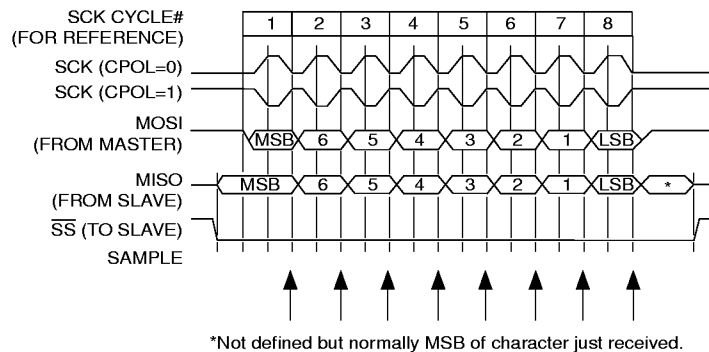 SCK CYCLE# 1 2 3 4 5 6 7 8
(FOR REFERENCE)
SCK (CPOL=0)
SCK (CPOL=1)
MOSI
(FROM MASTER) MSB 6 5 4 3 2 1 LSB
MISO MSB 6 5 4 3 2 1 LSB *
(FROM SLAVE)
SS (TO SLAVE)
SAMPLE
*Not defined but normally MSB of character just received.